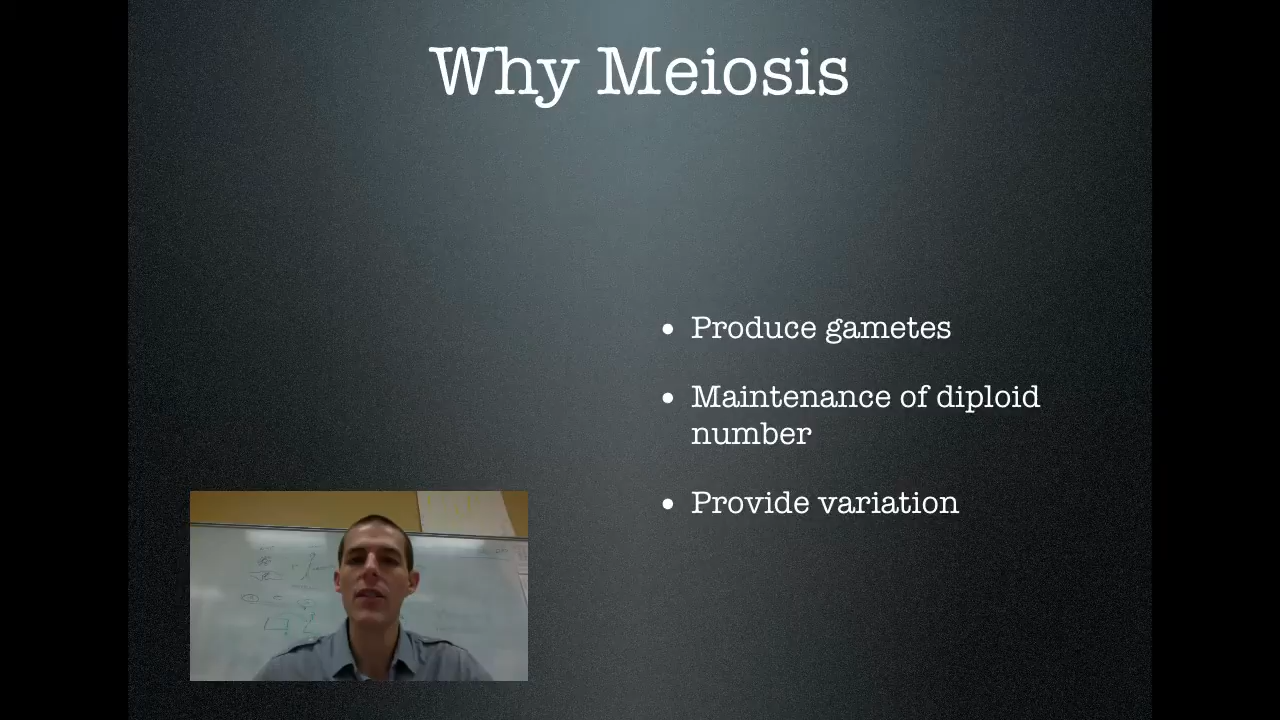 Why Meiosis
• Produce gametes
• Maintenance of diploid
number
• Provide variation